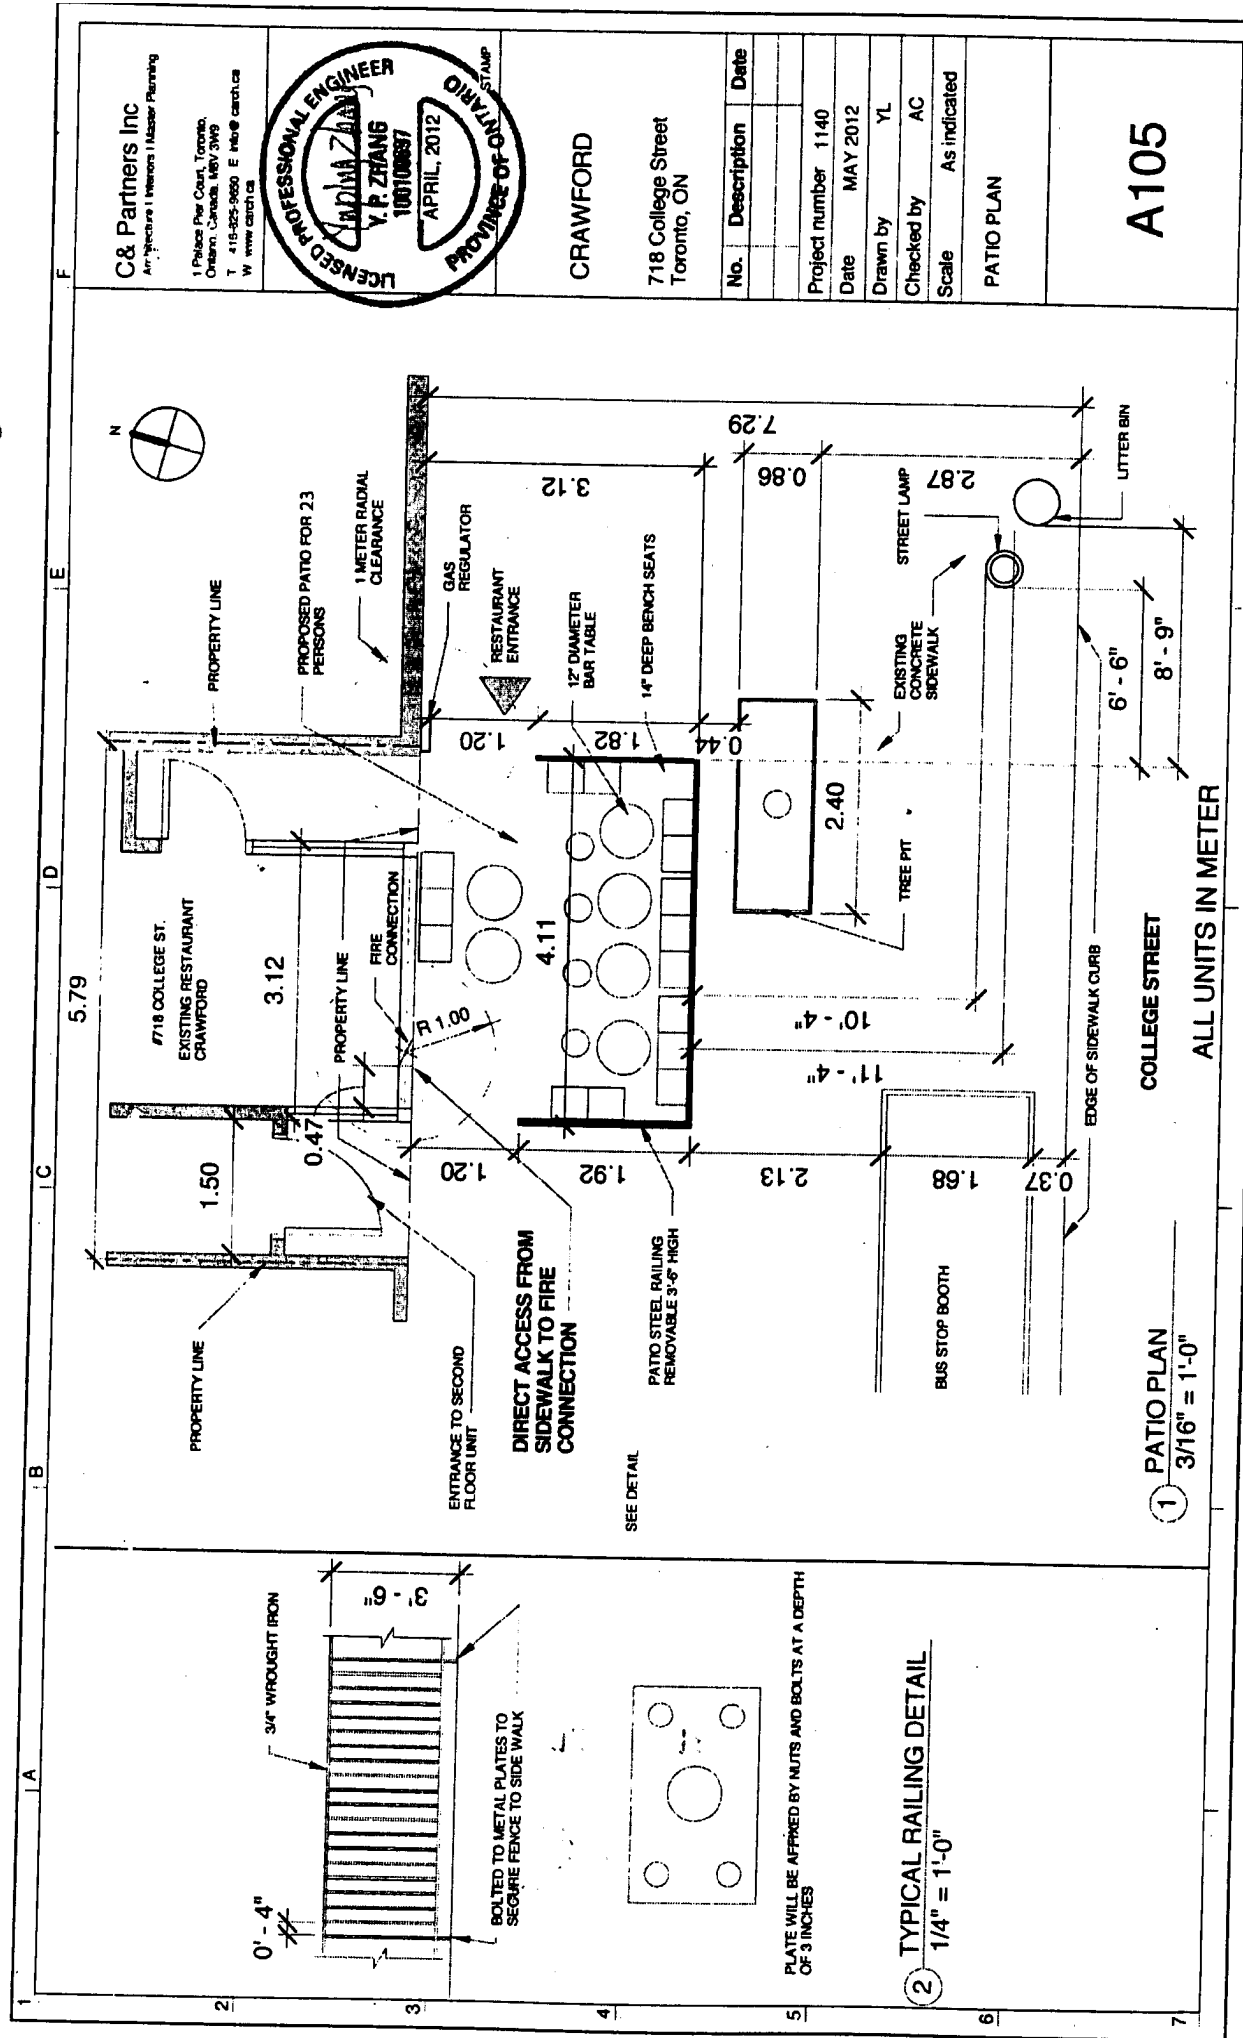 C& Partners Inc
Architecture I Interiors I Master Planning
1 Palace Pier Court, Toronto,
Ontario, Canada, M8V 3W9
T 416-825-9650 E info@carch.ca
W www carch ca
LICENSED PROFESSIONAL ENGINEER
Y. P. ZHANG
100100697
APRIL, 2012
PROVINCE OF ONTARIO
STAMP
CRAWFORD
718 College Street
Toronto, ON
No. Description Date
Project number 1140
Date MAY 2012
Drawn by YL
Checked by AC
Scale As indicated
PATIO PLAN
A105
A
B
C
D
E
F
1
2
3
4
5
6
7
N
5.79
PROPERTY LINE
PROPERTY LINE
#718 COLLEGE ST.
EXISTING RESTAURANT
CRAWFORD
PROPOSED PATIO FOR 23
PERSONS
1 METER RADIAL
CLEARANCE
1.50
3.12
0.47
PROPERTY LINE
FIRE
CONNECTION
R 1.00
GAS
REGULATOR
RESTAURANT
ENTRANCE
12" DIAMETER
BAR TABLE
14" DEEP BENCH SEATS
ENTRANCE TO SECOND
FLOOR UNIT
DIRECT ACCESS FROM
SIDEWALK TO FIRE
CONNECTION
PATIO STEEL RAILING
REMOVABLE 3'-6" HIGH
SEE DETAIL
1.20
1.92
2.13
1.68
0.37
4.11
1.20
1.82
0.44
3.12
7.29
0.86
2.87
2.40
TREE PIT
EXISTING
CONCRETE
SIDEWALK
STREET LAMP
LITTER BIN
10' - 4"
11' - 4"
6' - 6"
8' - 9"
BUS STOP BOOTH
EDGE OF SIDEWALK CURB
COLLEGE STREET
ALL UNITS IN METER
1 PATIO PLAN
3/16" = 1'-0"
3/4" WROUGHT IRON
0' - 4"
3' - 6"
BOLTED TO METAL PLATES TO
SECURE FENCE TO SIDE WALK
PLATE WILL BE AFFIXED BY NUTS AND BOLTS AT A DEPTH
OF 3 INCHES
2 TYPICAL RAILING DETAIL
1/4" = 1'-0"